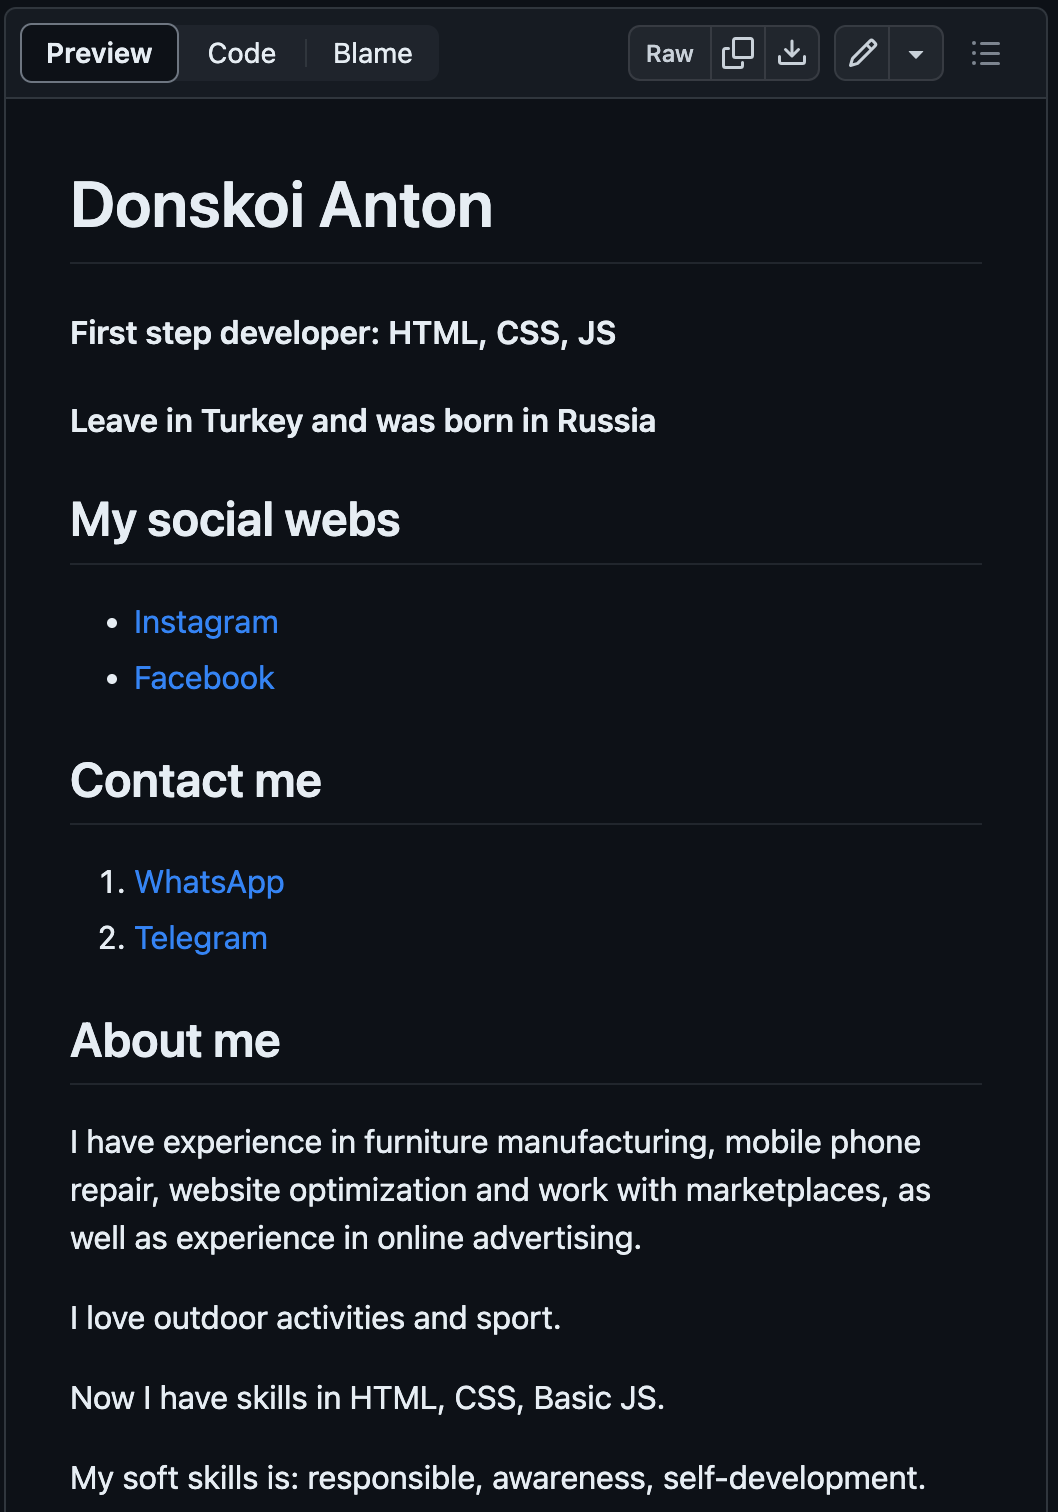 Preview Code Blame Raw
Donskoi Anton
First step developer: HTML, CSS, JS
Leave in Turkey and was born in Russia
My social webs
• Instagram
• Facebook
Contact me
1. WhatsApp
2. Telegram
About me
I have experience in furniture manufacturing, mobile phone
repair, website optimization and work with marketplaces, as
well as experience in online advertising.
I love outdoor activities and sport.
Now I have skills in HTML, CSS, Basic JS.
My soft skills is: responsible, awareness, self-development.